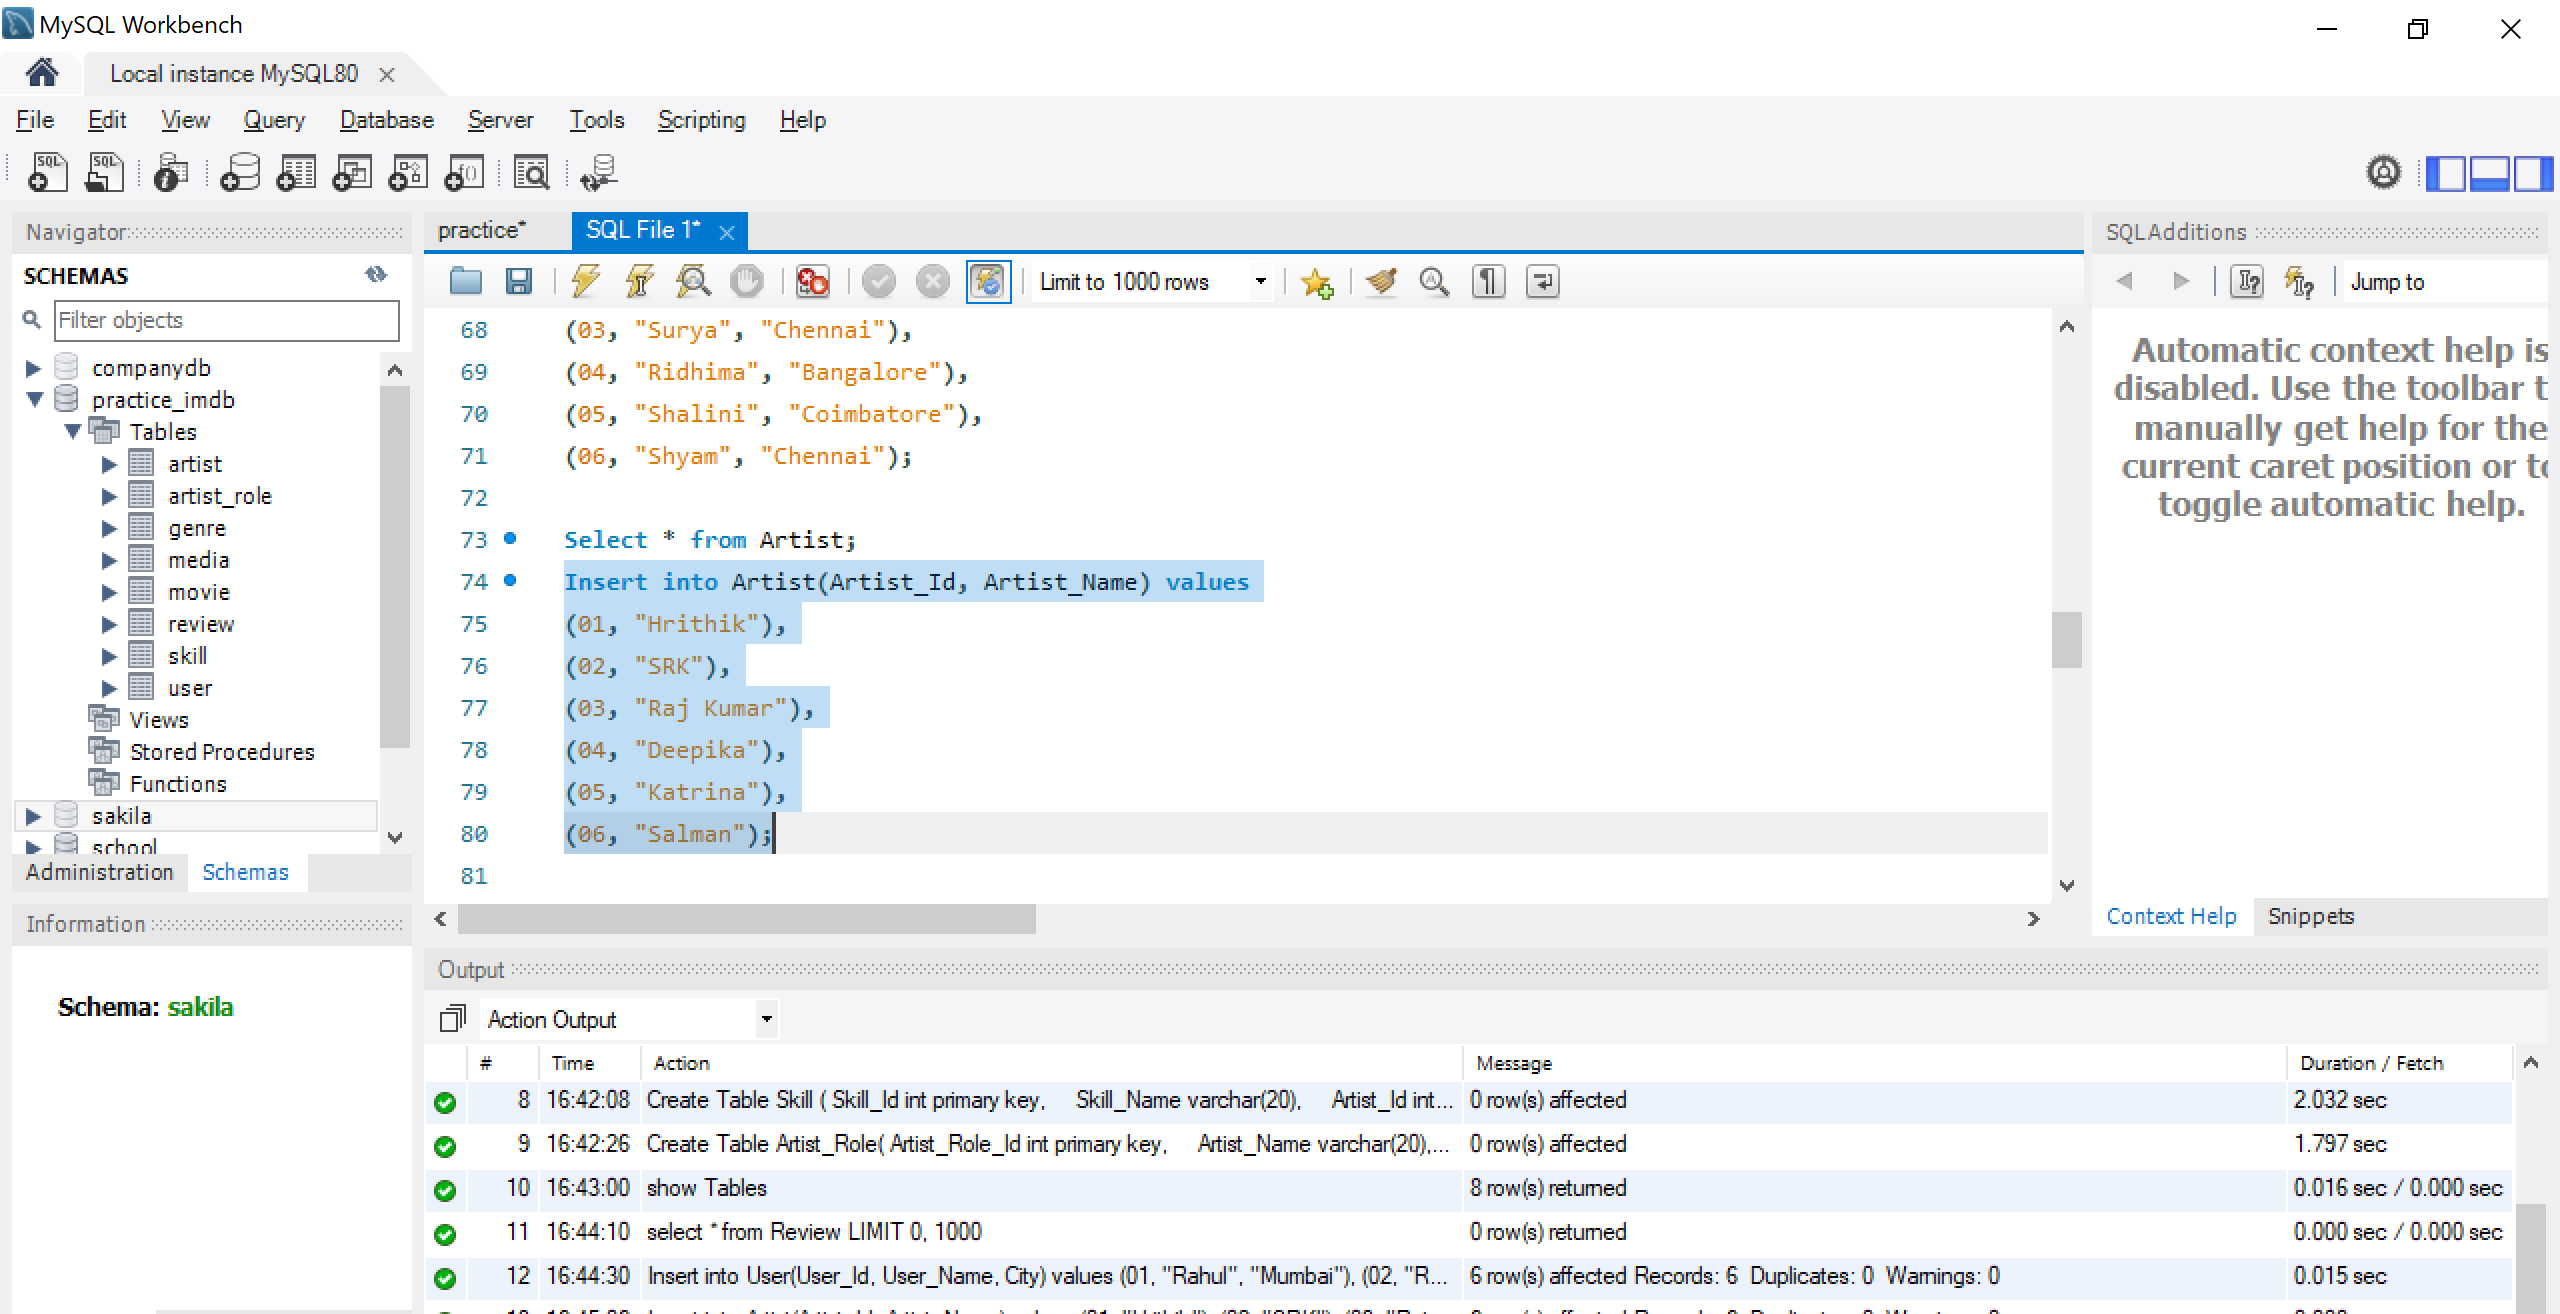 MySQL Workbench
Local instance MySQL80
File Edit View Query Database Server Tools Scripting Help
Navigator
SCHEMAS
Filter objects
companydb
practice_imdb
Tables
artist
artist_role
genre
media
movie
review
skill
user
Views
Stored Procedures
Functions
sakila
school
Administration Schemas
Information
Schema: sakila
practice* SQL File 1*
Limit to 1000 rows
68 (03, "Surya", "Chennai"),
69 (04, "Ridhima", "Bangalore"),
70 (05, "Shalini", "Coimbatore"),
71 (06, "Shyam", "Chennai");
72
73 Select * from Artist;
74 Insert into Artist(Artist_Id, Artist_Name) values
75 (01, "Hrithik"),
76 (02, "SRK"),
77 (03, "Raj Kumar"),
78 (04, "Deepika"),
79 (05, "Katrina"),
80 (06, "Salman");
81
SQLAdditions
Jump to
Automatic context help is
disabled. Use the toolbar t
manually get help for the
current caret position or to
toggle automatic help.
Context Help Snippets
Output
Action Output
# Time Action Message Duration / Fetch
8 16:42:08 Create Table Skill ( Skill_Id int primary key, Skill_Name varchar(20), Artist_Id int... 0 row(s) affected 2.032 sec
9 16:42:26 Create Table Artist_Role( Artist_Role_Id int primary key, Artist_Name varchar(20),... 0 row(s) affected 1.797 sec
10 16:43:00 show Tables 8 row(s) returned 0.016 sec / 0.000 sec
11 16:44:10 select * from Review LIMIT 0, 1000 0 row(s) returned 0.000 sec / 0.000 sec
12 16:44:30 Insert into User(User_Id, User_Name, City) values (01, "Rahul", "Mumbai"), (02, "R... 6 row(s) affected Records: 6 Duplicates: 0 Warnings: 0 0.015 sec